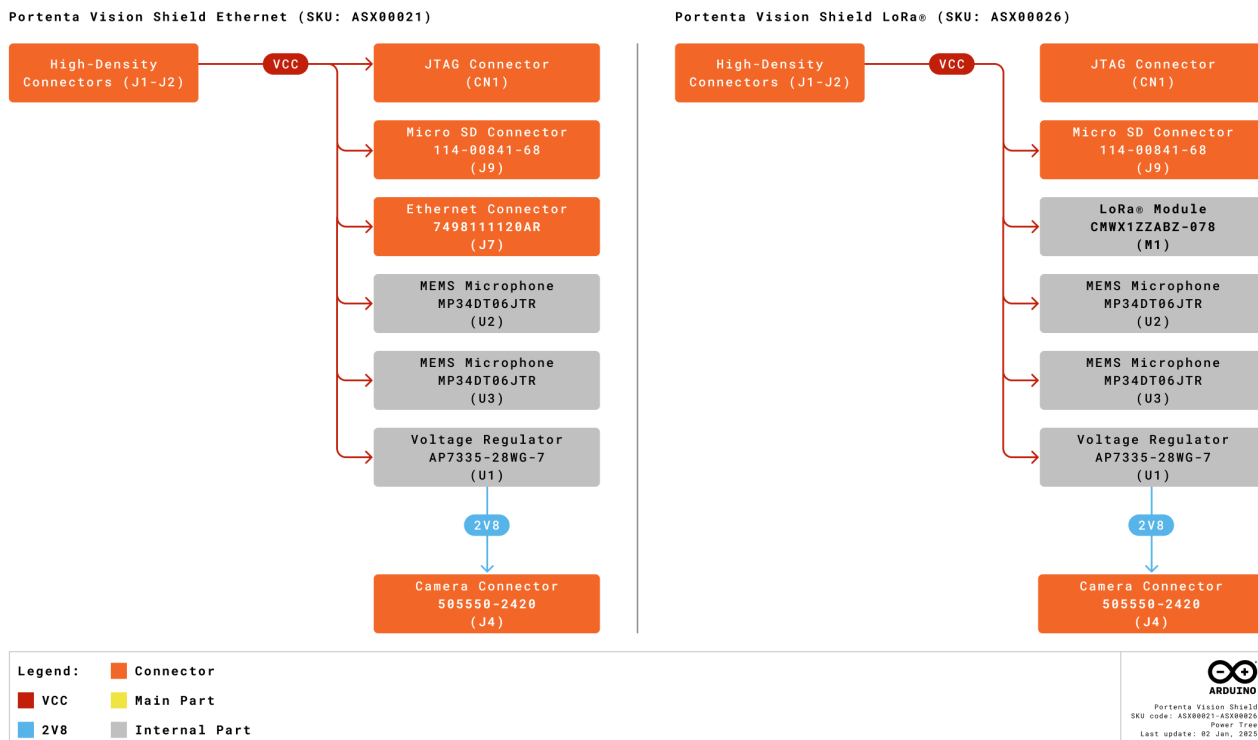 Portenta Vision Shield Ethernet (SKU: ASX00021)
High-Density
Connectors (J1-J2)
VCC
JTAG Connector
(CN1)
Micro SD Connector
114-00841-68
(J9)
Ethernet Connector
7498111120AR
(J7)
MEMS Microphone
MP34DT06JTR
(U2)
MEMS Microphone
MP34DT06JTR
(U3)
Voltage Regulator
AP7335-28WG-7
(U1)
2V8
Camera Connector
505550-2420
(J4)
Portenta Vision Shield LoRa® (SKU: ASX00026)
High-Density
Connectors (J1-J2)
VCC
JTAG Connector
(CN1)
Micro SD Connector
114-00841-68
(J9)
LoRa® Module
CMWX1ZZABZ-078
(M1)
MEMS Microphone
MP34DT06JTR
(U2)
MEMS Microphone
MP34DT06JTR
(U3)
Voltage Regulator
AP7335-28WG-7
(U1)
2V8
Camera Connector
505550-2420
(J4)
Legend:
VCC
2V8
Connector
Main Part
Internal Part
ARDUINO
Portenta Vision Shield
SKU code: ASX00021-ASX00026
Power Tree
Last update: 02 Jan, 2025